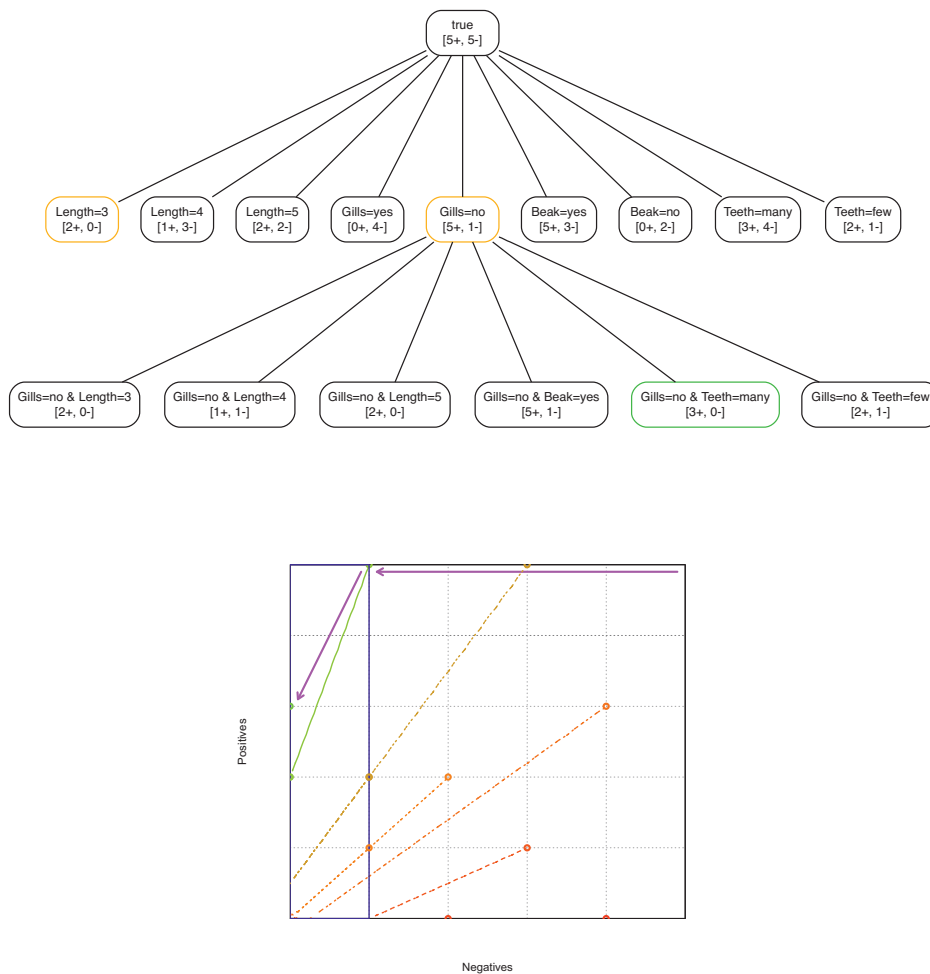 true
[5+, 5-]
Length=3
[2+, 0-]
Length=4
[1+, 3-]
Length=5
[2+, 2-]
Gills=yes
[0+, 4-]
Gills=no
[5+, 1-]
Beak=yes
[5+, 3-]
Beak=no
[0+, 2-]
Teeth=many
[3+, 4-]
Teeth=few
[2+, 1-]
Gills=no & Length=3
[2+, 0-]
Gills=no & Length=4
[1+, 1-]
Gills=no & Length=5
[2+, 0-]
Gills=no & Beak=yes
[5+, 1-]
Gills=no & Teeth=many
[3+, 0-]
Gills=no & Teeth=few
[2+, 1-]
Positives
Negatives